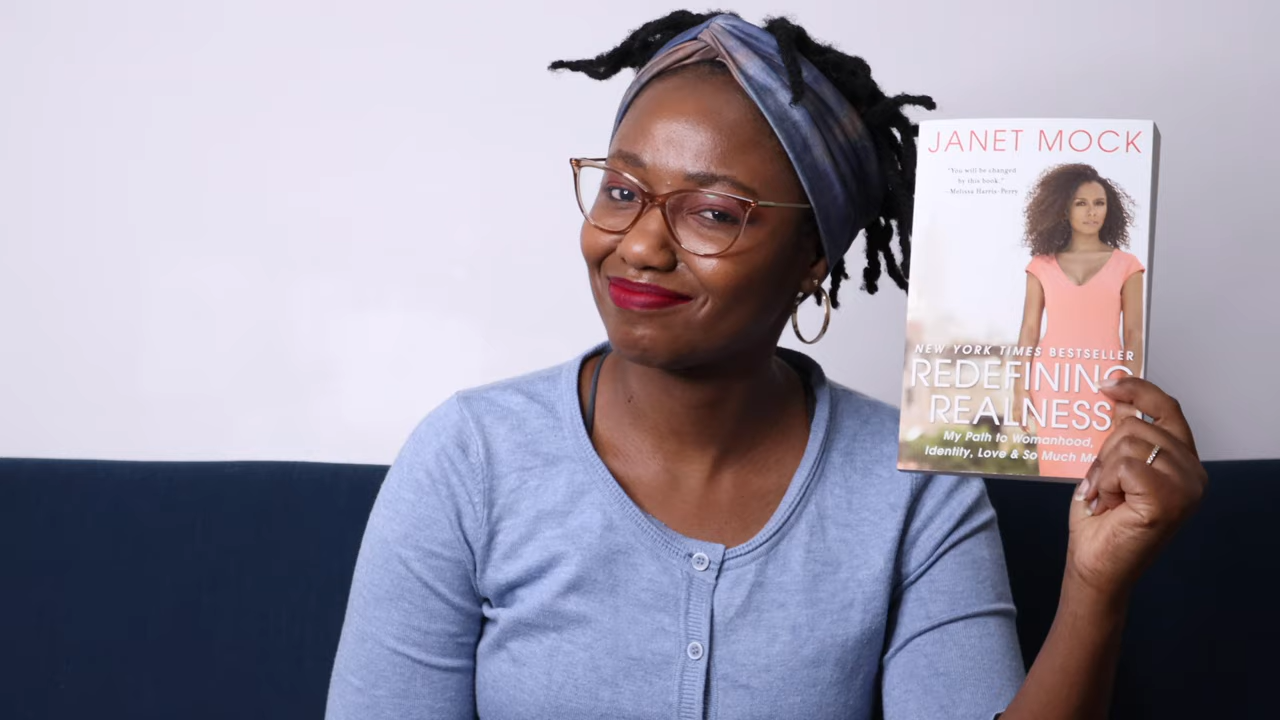 JANET MOCK
"You will be changed
by this book."
- Melissa Harris-Perry
NEW YORK TIMES BESTSELLER
REDEFINING
REALNESS
My Path to Womanhood,
Identity, Love & So Much